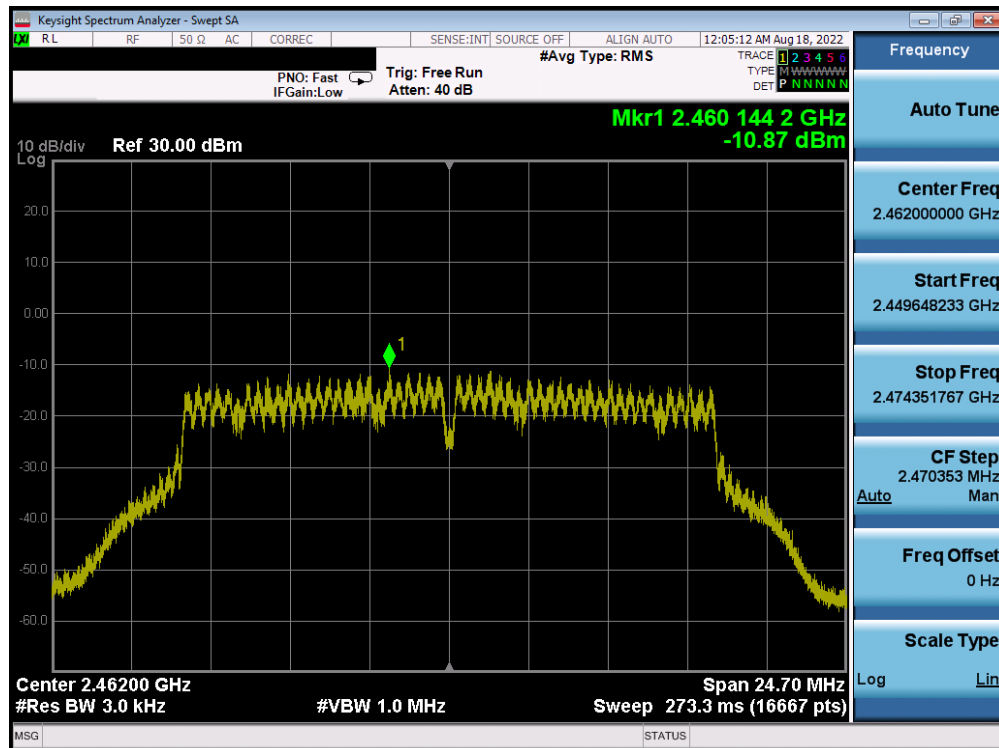 Keysight Spectrum Analyzer - Swept SA
LXI RL RF 50 Ω AC CORREC SENSE:INT SOURCE OFF ALIGN AUTO 12:05:12 AM Aug 18, 2022
PNO: Fast Trig: Free Run #Avg Type: RMS TRACE 1 2 3 4 5 6
IFGain:Low Atten: 40 dB TYPE M WWWWW
DET P N N N N N
Mkr1 2.460 144 2 GHz
-10.87 dBm
10 dB/div Ref 30.00 dBm
Log
20.0
10.0
0.00
-10.0
-20.0
-30.0
-40.0
-50.0
-60.0
1
Center 2.46200 GHz Span 24.70 MHz
#Res BW 3.0 kHz #VBW 1.0 MHz Sweep 273.3 ms (16667 pts)
MSG STATUS
Frequency
Auto Tune
Center Freq
2.462000000 GHz
Start Freq
2.449648233 GHz
Stop Freq
2.474351767 GHz
CF Step
2.470353 MHz
Auto Man
Freq Offset
0 Hz
Scale Type
Log Lin